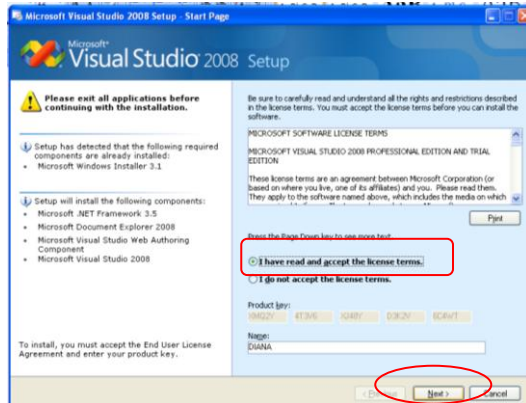 Microsoft Visual Studio 2008 Setup - Start Page
Microsoft®
Visual Studio 2008 Setup
Please exit all applications before
continuing with the installation.
Setup has detected that the following required
components are already installed:
• Microsoft Windows Installer 3.1
Setup will install the following components:
• Microsoft .NET Framework 3.5
• Microsoft Document Explorer 2008
• Microsoft Visual Studio Web Authoring
Component
• Microsoft Visual Studio 2008
To install, you must accept the End User License
Agreement and enter your product key.
Be sure to carefully read and understand all the rights and restrictions described
in the license terms. You must accept the license terms before you can install the
software.
MICROSOFT SOFTWARE LICENSE TERMS
MICROSOFT VISUAL STUDIO 2008 PROFESSIONAL EDITION AND TRIAL
EDITION
These license terms are an agreement between Microsoft Corporation (or
based on where you live, one of its affiliates) and you. Please read them.
They apply to the software named above, which includes the media on which
Print
Press the Page Down key to see more text.
I have read and accept the license terms.
I do not accept the license terms.
Product key:
Name:
DIANA
Next >
Cancel